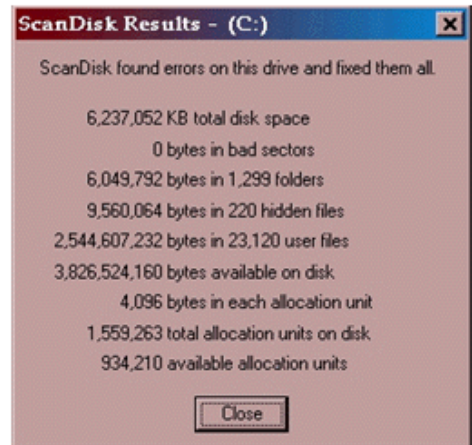 ScanDisk Results - (C:)
ScanDisk found errors on this drive and fixed them all.
6,237,052 KB total disk space
0 bytes in bad sectors
6,049,792 bytes in 1,299 folders
9,560,064 bytes in 220 hidden files
2,544,607,232 bytes in 23,120 user files
3,826,524,160 bytes available on disk
4,096 bytes in each allocation unit
1,559,263 total allocation units on disk
934,210 available allocation units
Close